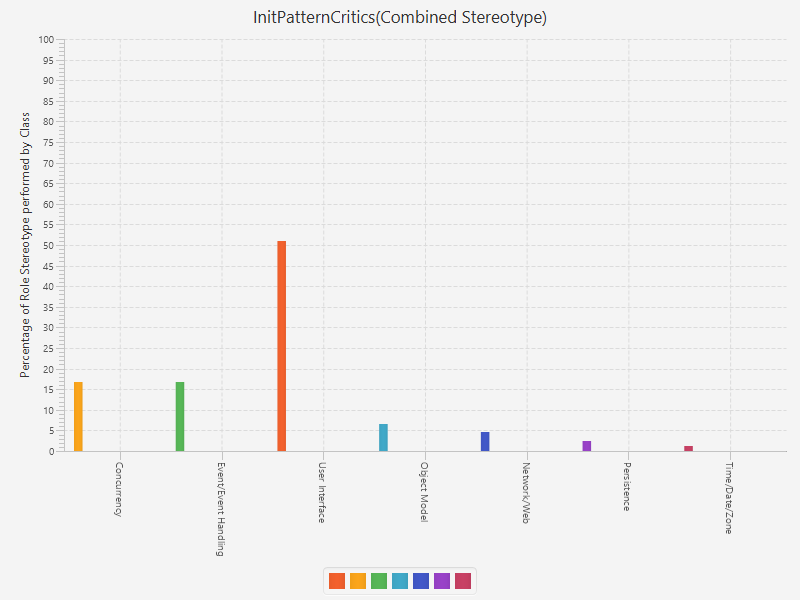 InitPatternCritics(Combined Stereotype)
Percentage of Role Stereotype performed by Class
100
95
90
85
80
75
70
65
60
55
50
45
40
35
30
25
20
15
10
5
0
Concurrency
Event/Event Handling
User Interface
Object Model
Network/Web
Persistence
Time/Date/Zone